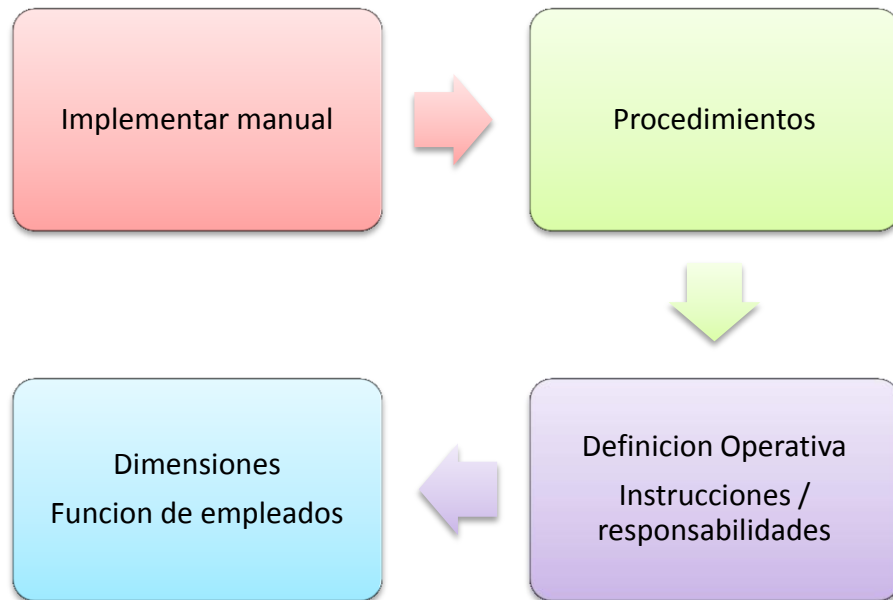 Implementar manual
Procedimientos
Definicion Operativa
Instrucciones /
responsabilidades
Dimensiones
Funcion de empleados